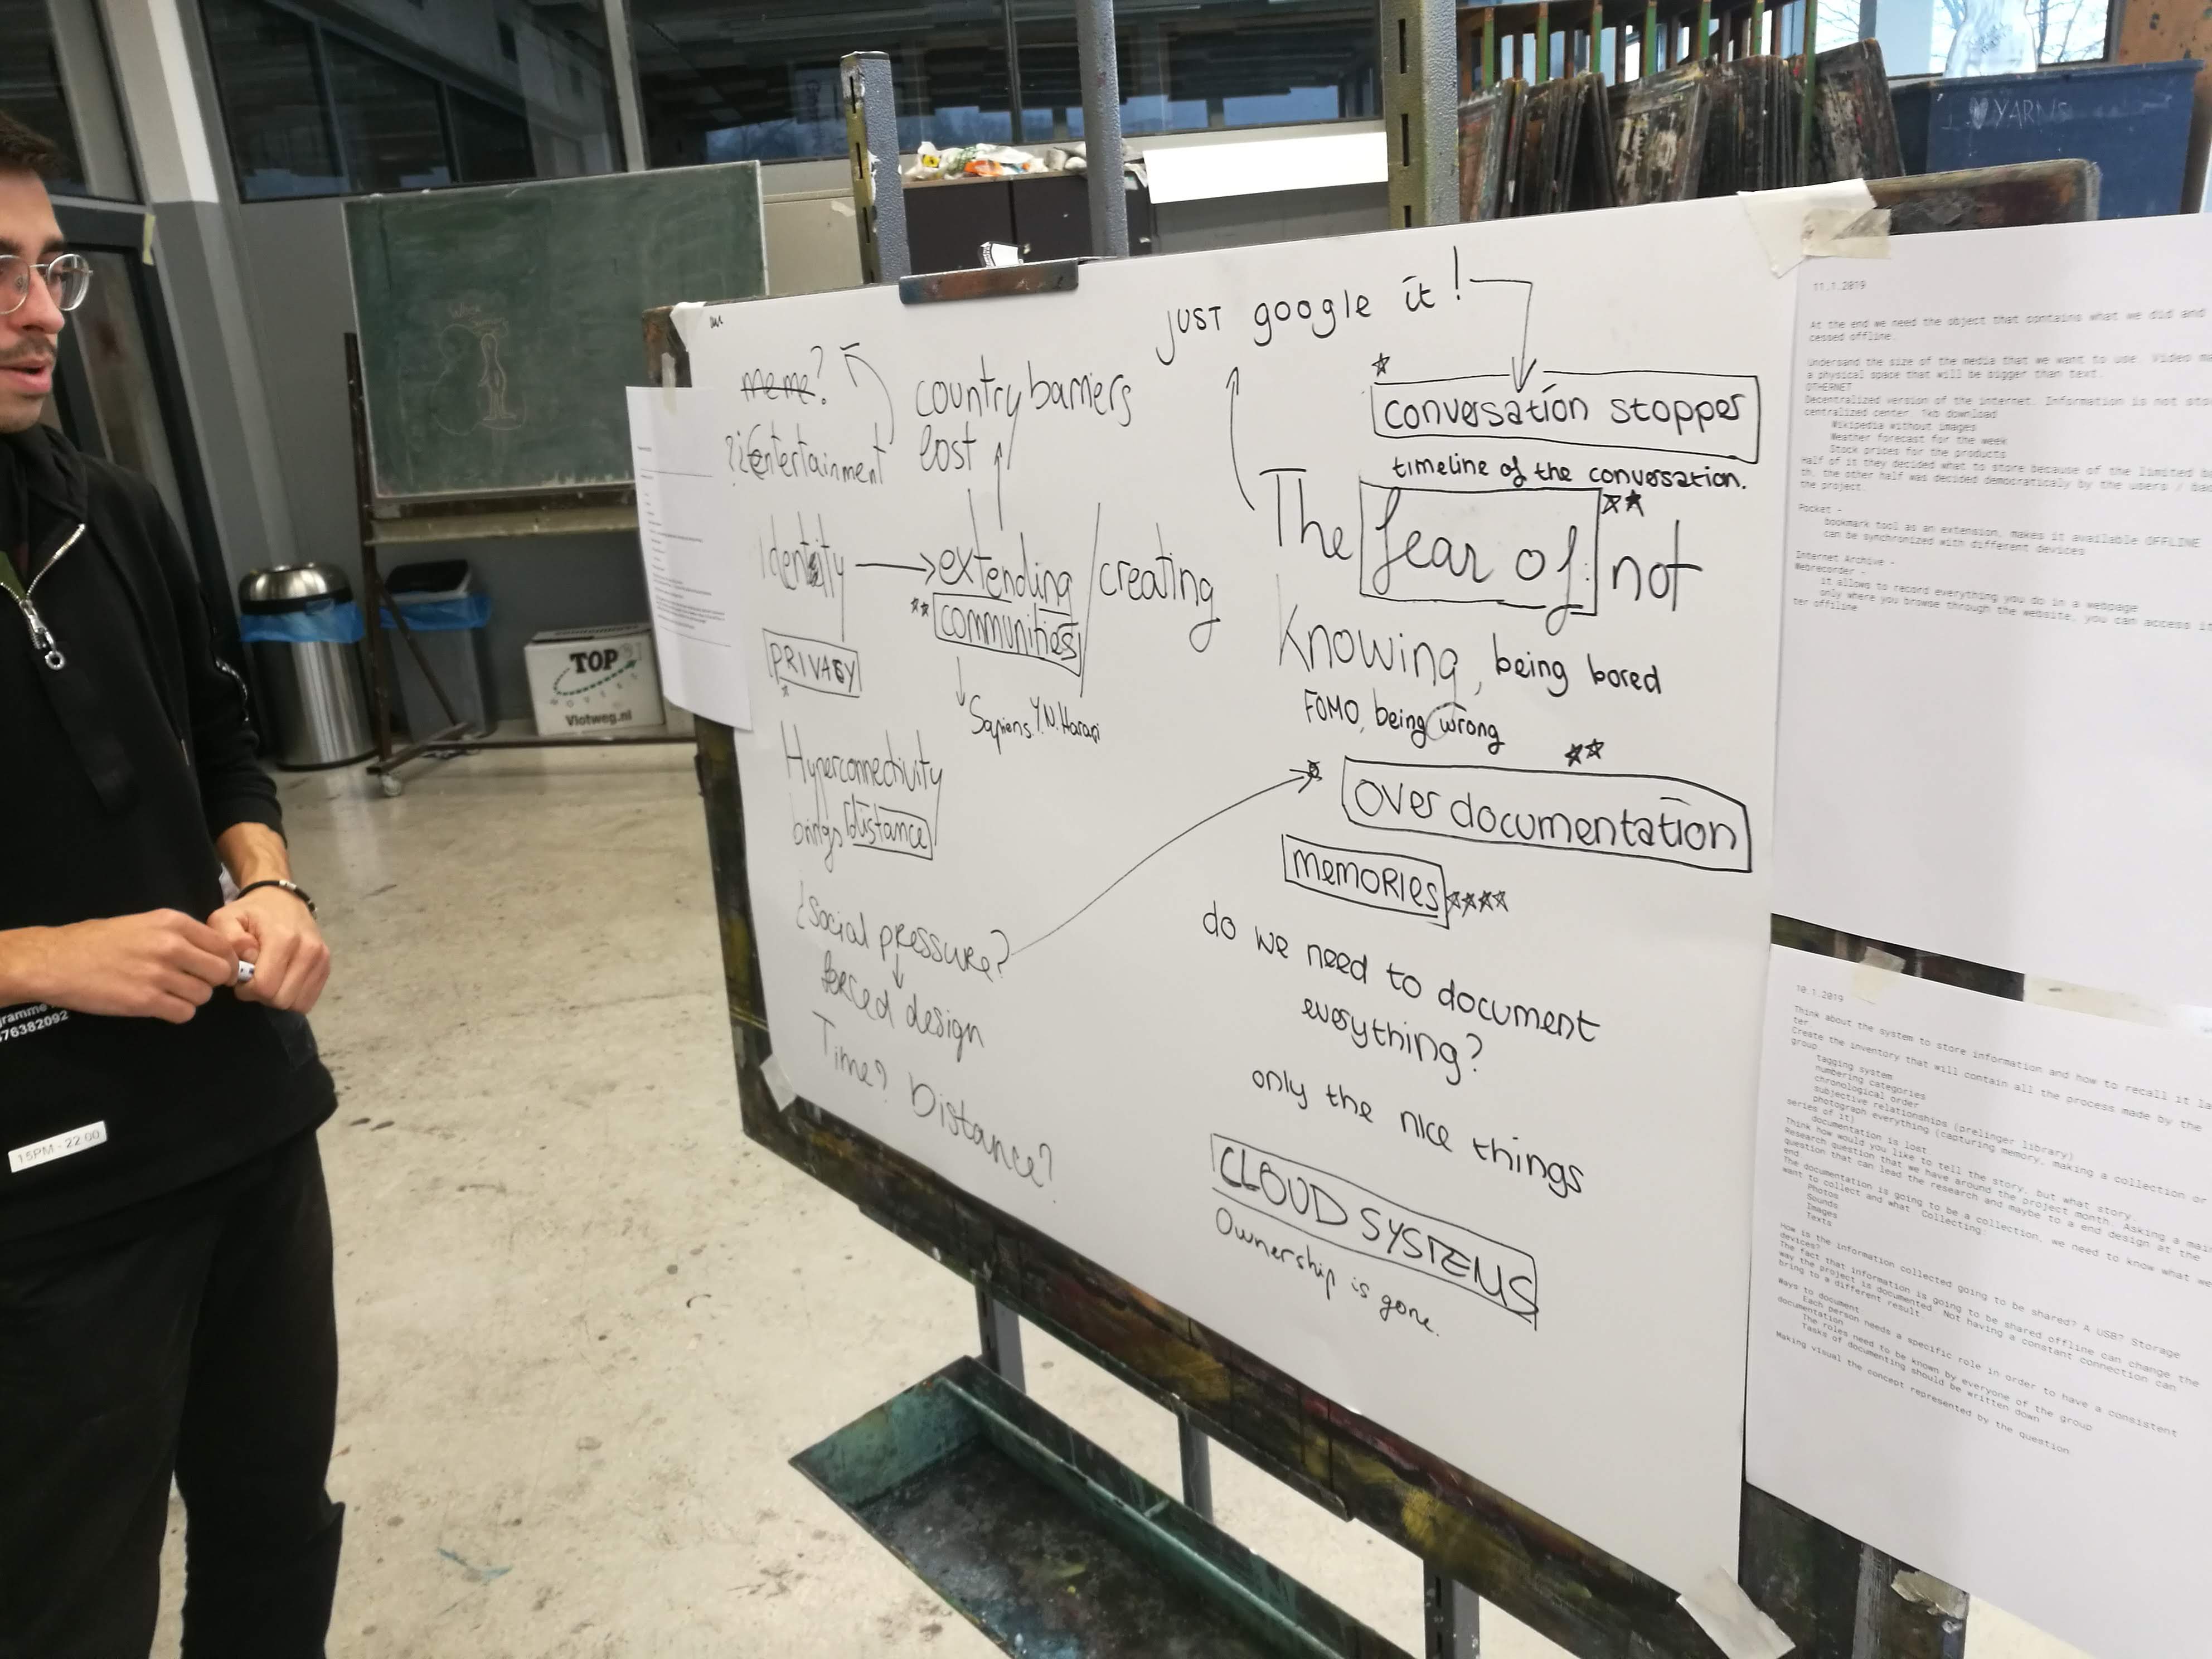 just google it!
meme?
country barriers
lost
entertainment
conversation stopper
timeline of the conversation.
Identity
extending / creating
communities
The fear of: not
Knowing, being bored
FOMO, being wrong
PRIVACY
Sapiens Y.N. Harari
Hyperconnectivity
brings distance
over documentation
MEMORIES
¿Social pressure?
forced design
Time? Distance?
do we need to document
everything?
only the nice things
CLOUD SYSTEMS
Ownership is gone.
I YARNS
TOP
MOVERS
Vlotweg.nl
gramme
76382092
15PM - 22:00
11.1.2019
At the end we need the object that contains what we did and
cessed offline.
Undersand the size of the media that we want to use. Video
a physical space that will be bigger than text.
OTHERNET
Decentralized version of the internet. Information is not
centralized center. 1kb download
Wikipedia without images
Weather forecast for the week
Stock prices for the products
Half of it they decided what to store because of the limited
th, the other half was decided democratically by the users /
the project.
Pocket -
bookmark tool as an extension, makes it available OFFLINE
can be synchronized with different devices
Internet Archive -
Webrecorder -
it allows to record everything you do in a webpage
only where you browse through the website, you can access it
ter offline
10.1.2019
Think about the system to store information and how to recall it la
ter
Create the inventory that will contain all the process made by the
group
tagging system
numbering categories
chronological order
subjective relationships (prelinger library)
photograph everything (capturing memory, making a collection or
series of it)
documentation is lost
Think how would you like to tell the story, but what story.
Research question that we have around the project month. Asking a main
question that can lead the research and maybe to a end design at the
end
The documentation is going to be a collection, we need to know what we
want to collect and what Collecting:
Photos
Sounds
Images
Texts
How is the information collected going to be shared? A USB? Storage
devices?
The fact that information is going to be shared offline can change the
way the project is documented. Not having a constant connection can
bring to a different result.
Ways to document
Each person needs a specific role in order to have a consistent
documentation
The roles need to be known by everyone of the group
Tasks of documenting should be written down
Making visual the concept represented by the question